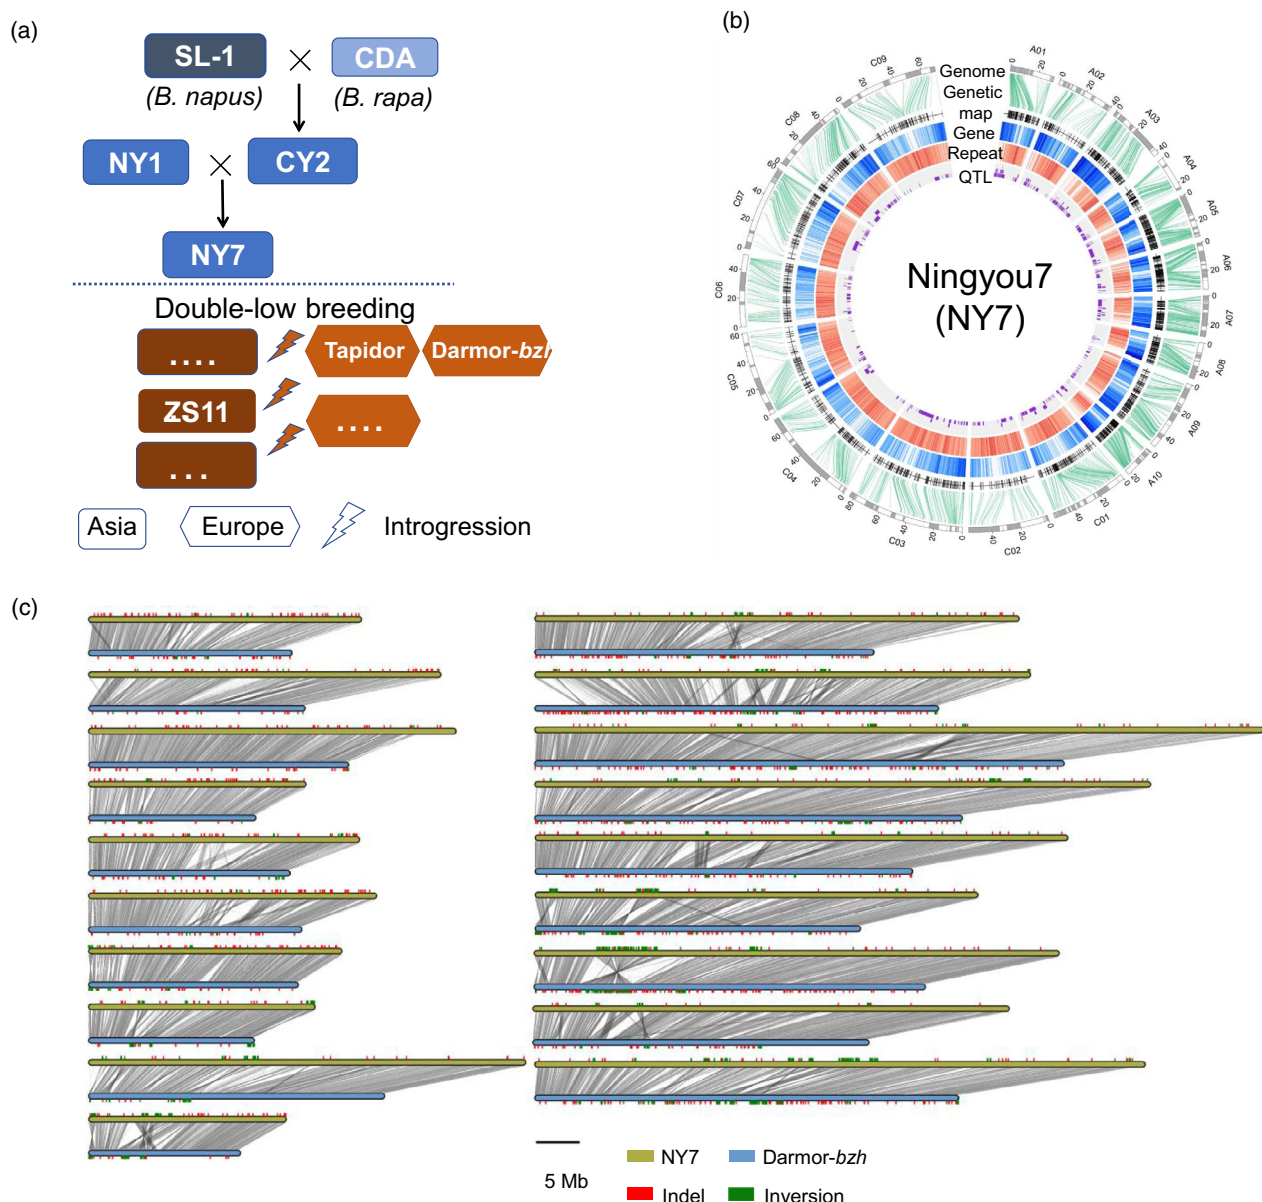 (a)
SL-1
CDA
(B. napus)
(B. rapa)
NY1
CY2
NY7
Double-low breeding
....
Tapidor
Darmor-bzh
ZS11
....
...
Asia
Europe
Introgression
(b)
Genome
Genetic
map
Gene
Repeat
QTL
Ningyou7
(NY7)
A01
A02
A03
A04
A05
A06
A07
A08
A09
A10
C01
C02
C03
C04
C05
C06
C07
C08
C09
(c)
5 Mb
NY7
Darmor-bzh
Indel
Inversion